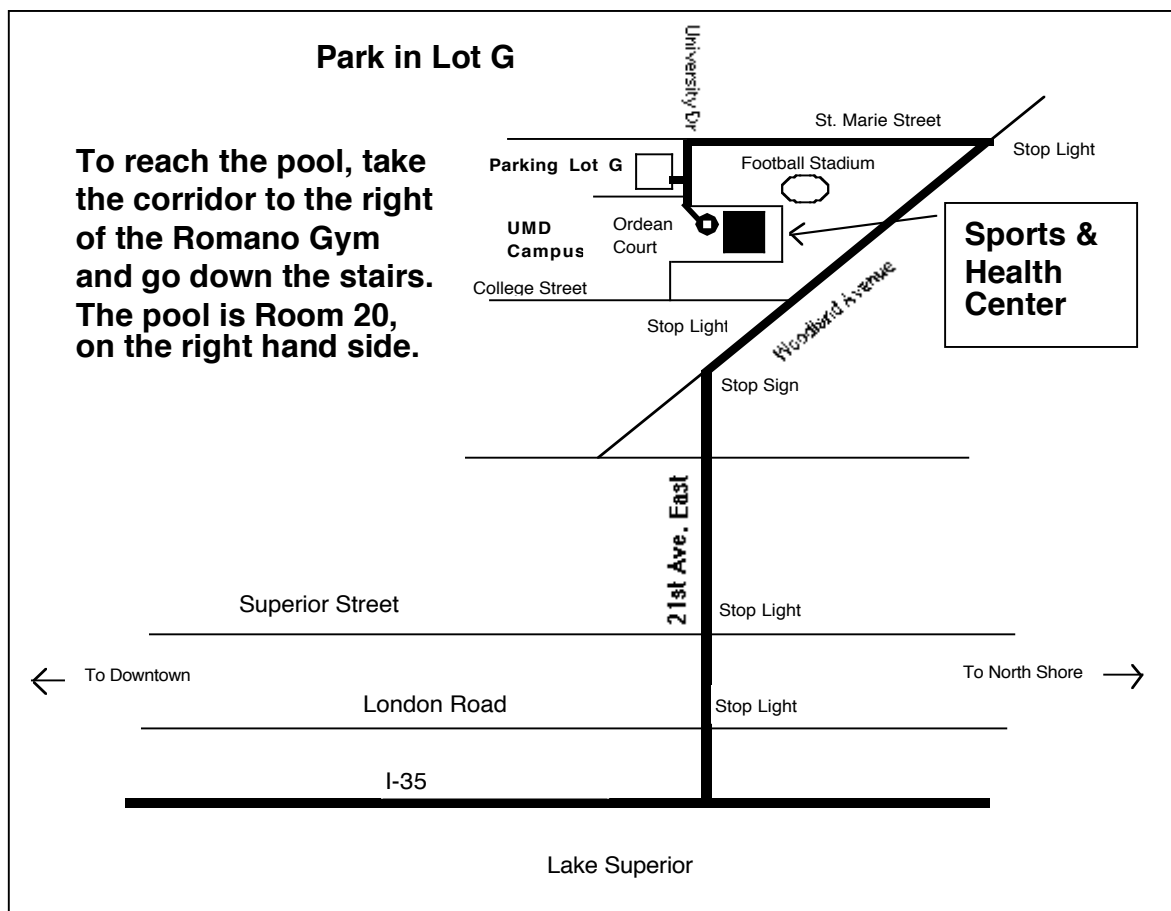 Park in Lot G
University Dr
St. Marie Street
Stop Light
To reach the pool, take
the corridor to the right
of the Romano Gym
and go down the stairs.
The pool is Room 20,
on the right hand side.
Parking Lot G
Football Stadium
UMD
Campus
Ordean
Court
Sports &
Health
Center
College Street
Stop Light
Woodland Avenue
Stop Sign
21st Ave. East
Superior Street
Stop Light
To Downtown
To North Shore
London Road
Stop Light
I-35
Lake Superior